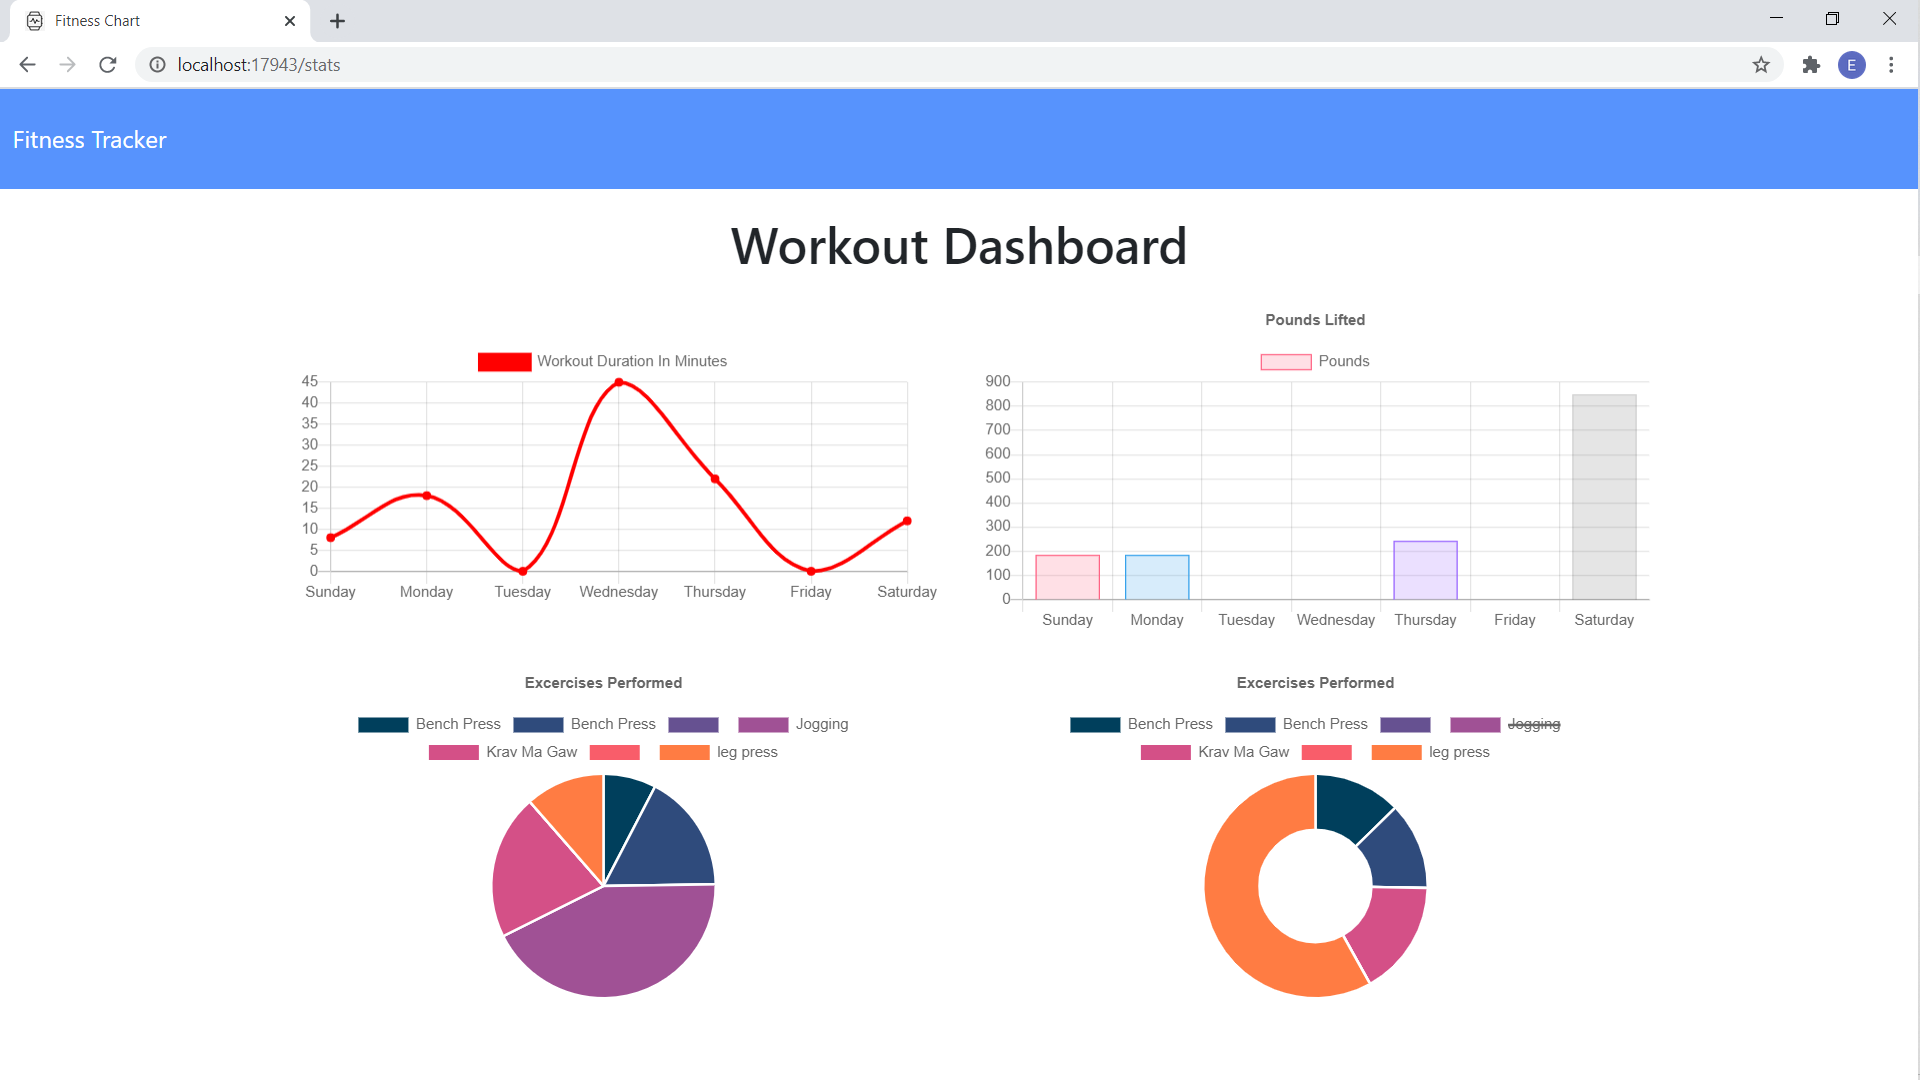 Fitness Chart
localhost:17943/stats
E
Fitness Tracker
Workout Dashboard
Workout Duration In Minutes
45
40
35
30
25
20
15
10
5
0
Sunday Monday Tuesday Wednesday Thursday Friday Saturday
Pounds Lifted
Pounds
900
800
700
600
500
400
300
200
100
0
Sunday Monday Tuesday Wednesday Thursday Friday Saturday
Excercises Performed
Bench Press Bench Press Jogging
Krav Ma Gaw leg press
Excercises Performed
Bench Press Bench Press Jogging
Krav Ma Gaw leg press